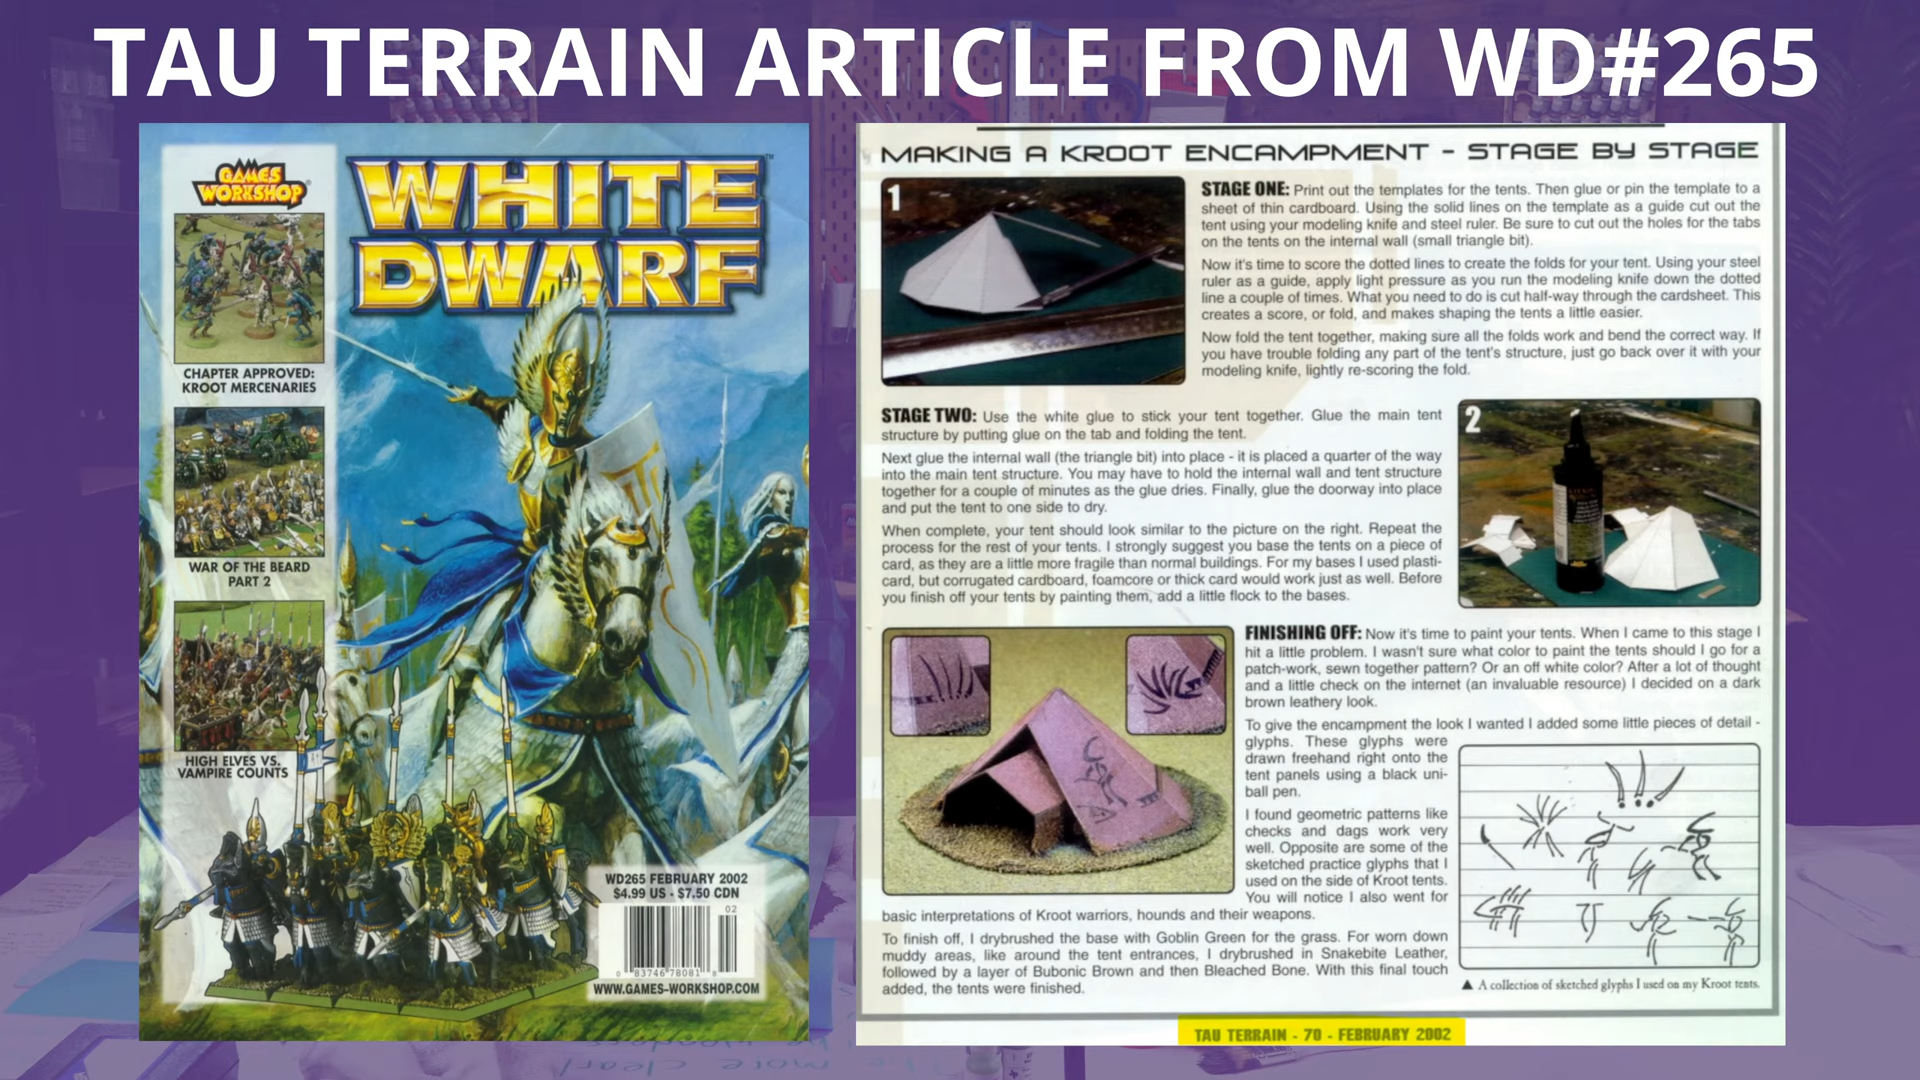 TAU TERRAIN ARTICLE FROM WD#265
GAMES
WORKSHOP®
WHITE
DWARF™
CHAPTER APPROVED:
KROOT MERCENARIES
WAR OF THE BEARD
PART 2
HIGH ELVES VS.
VAMPIRE COUNTS
WD265 FEBRUARY 2002
$4.99 US - $7.50 CDN
02
0 83746 78081 8
WWW.GAMES-WORKSHOP.COM
MAKING A KROOT ENCAMPMENT - STAGE BY STAGE
1
STAGE ONE: Print out the templates for the tents. Then glue or pin the template to a
sheet of thin cardboard. Using the solid lines on the template as a guide cut out the
tent using your modeling knife and steel ruler. Be sure to cut out the holes for the tabs
on the tents on the internal wall (small triangle bit).
Now it's time to score the dotted lines to create the folds for your tent. Using your steel
ruler as a guide, apply light pressure as you run the modeling knife down the dotted
line a couple of times. What you need to do is cut half-way through the cardsheet. This
creates a score, or fold, and makes shaping the tents a little easier.
Now fold the tent together, making sure all the folds work and bend the correct way. If
you have trouble folding any part of the tent's structure, just go back over it with your
modeling knife, lightly re-scoring the fold.
STAGE TWO: Use the white glue to stick your tent together. Glue the main tent
structure by putting glue on the tab and folding the tent.
Next glue the internal wall (the triangle bit) into place - it is placed a quarter of the way
into the main tent structure. You may have to hold the internal wall and tent structure
together for a couple of minutes as the glue dries. Finally, glue the doorway into place
and put the tent to one side to dry.
When complete, your tent should look similar to the picture on the right. Repeat the
process for the rest of your tents. I strongly suggest you base the tents on a piece of
card, as they are a little more fragile than normal buildings. For my bases I used plasti-
card, but corrugated cardboard, foamcore or thick card would work just as well. Before
you finish off your tents by painting them, add a little flock to the bases.
2
FINISHING OFF: Now it's time to paint your tents. When I came to this stage I
hit a little problem. I wasn't sure what color to paint the tents should I go for a
patch-work, sewn together pattern? Or an off white color? After a lot of thought
and a little check on the internet (an invaluable resource) I decided on a dark
brown leathery look.
To give the encampment the look I wanted I added some little pieces of detail -
glyphs. These glyphs were
drawn freehand right onto the
tent panels using a black uni-
ball pen.
I found geometric patterns like
checks and dags work very
well. Opposite are some of the
sketched practice glyphs that I
used on the side of Kroot tents.
You will notice I also went for
basic interpretations of Kroot warriors, hounds and their weapons.
To finish off, I drybrushed the base with Goblin Green for the grass. For worn down
muddy areas, like around the tent entrances, I drybrushed in Snakebite Leather,
followed by a layer of Bubonic Brown and then Bleached Bone. With this final touch
added, the tents were finished.
▲ A collection of sketched glyphs I used on my Kroot tents.
TAU TERRAIN - 70 - FEBRUARY 2002